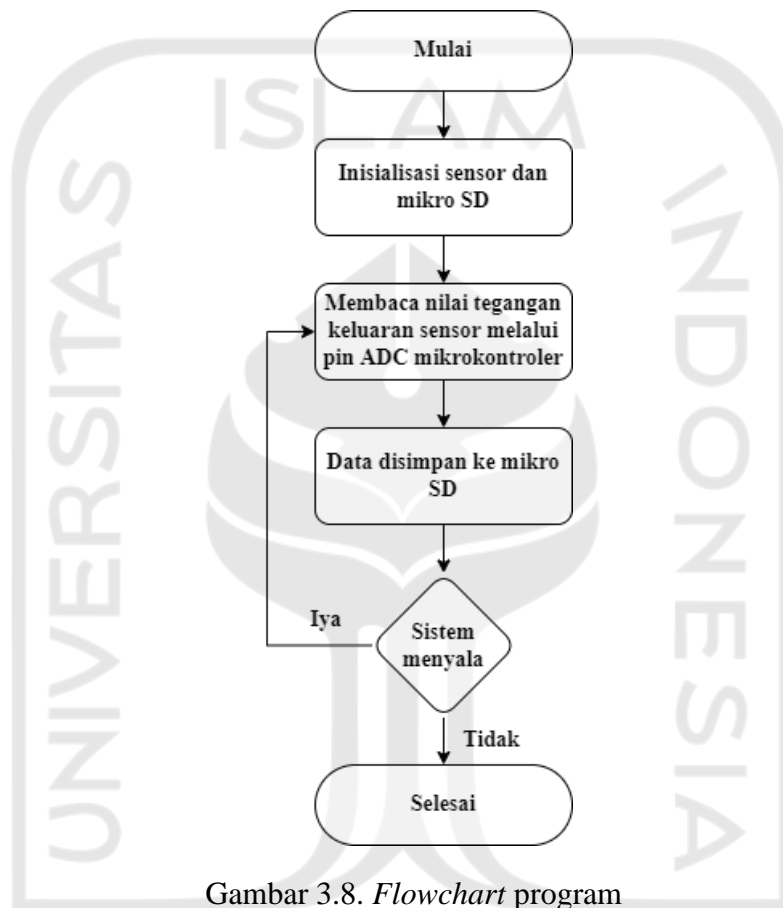 Mulai
ISLAM
UNIVERSITAS
INDONESIA
Inisialisasi sensor dan
mikro SD
Membaca nilai tegangan
keluaran sensor melalui
pin ADC mikrokontroler
Data disimpan ke mikro
SD
Iya
Sistem
menyala
Tidak
Selesai
Gambar 3.8. Flowchart program